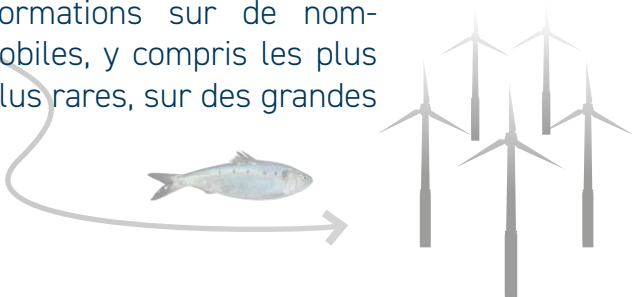 ormations sur de nom-
obiles, y compris les plus
lus rares, sur des grandes